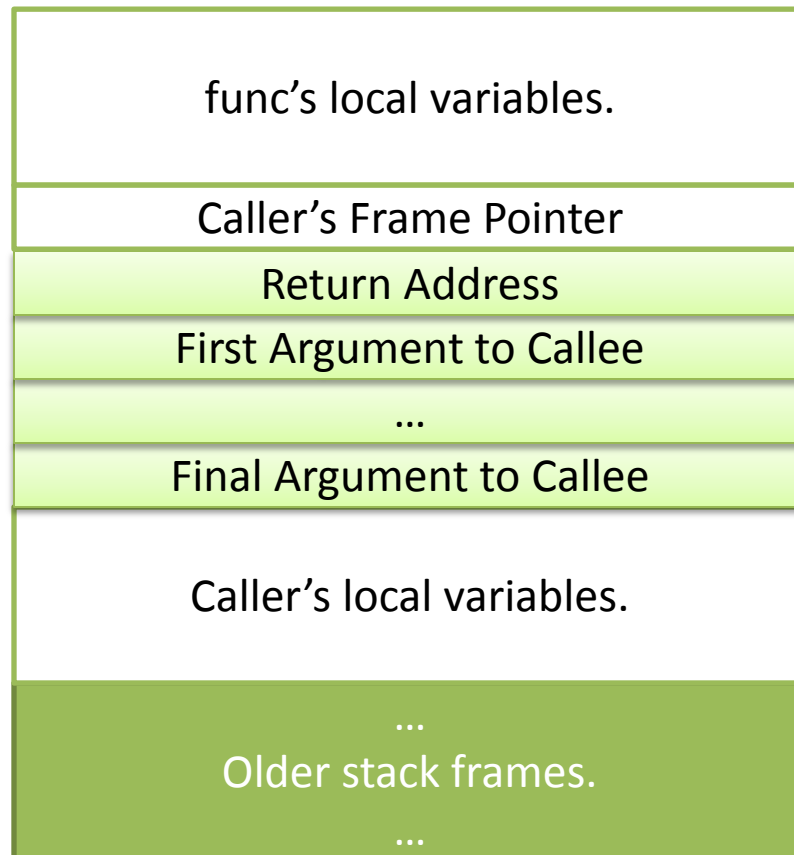 func’s local variables.
Caller’s Frame Pointer
Return Address
First Argument to Callee
…
Final Argument to Callee
Caller’s local variables.
…
Older stack frames.
…